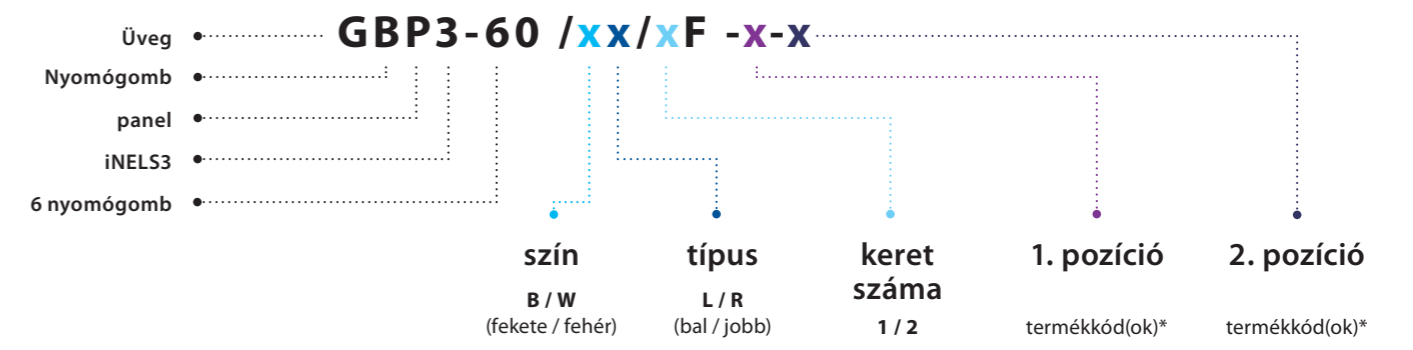 GBP3-60 /xx/xF -x-x
Üveg
Nyomógomb
panel
iNELS3
6 nyomógomb
szín
B / W
(fekete / fehér)
típus
L / R
(bal / jobb)
keret
száma
1 / 2
1. pozíció
termékkód(ok)*
2. pozíció
termékkód(ok)*